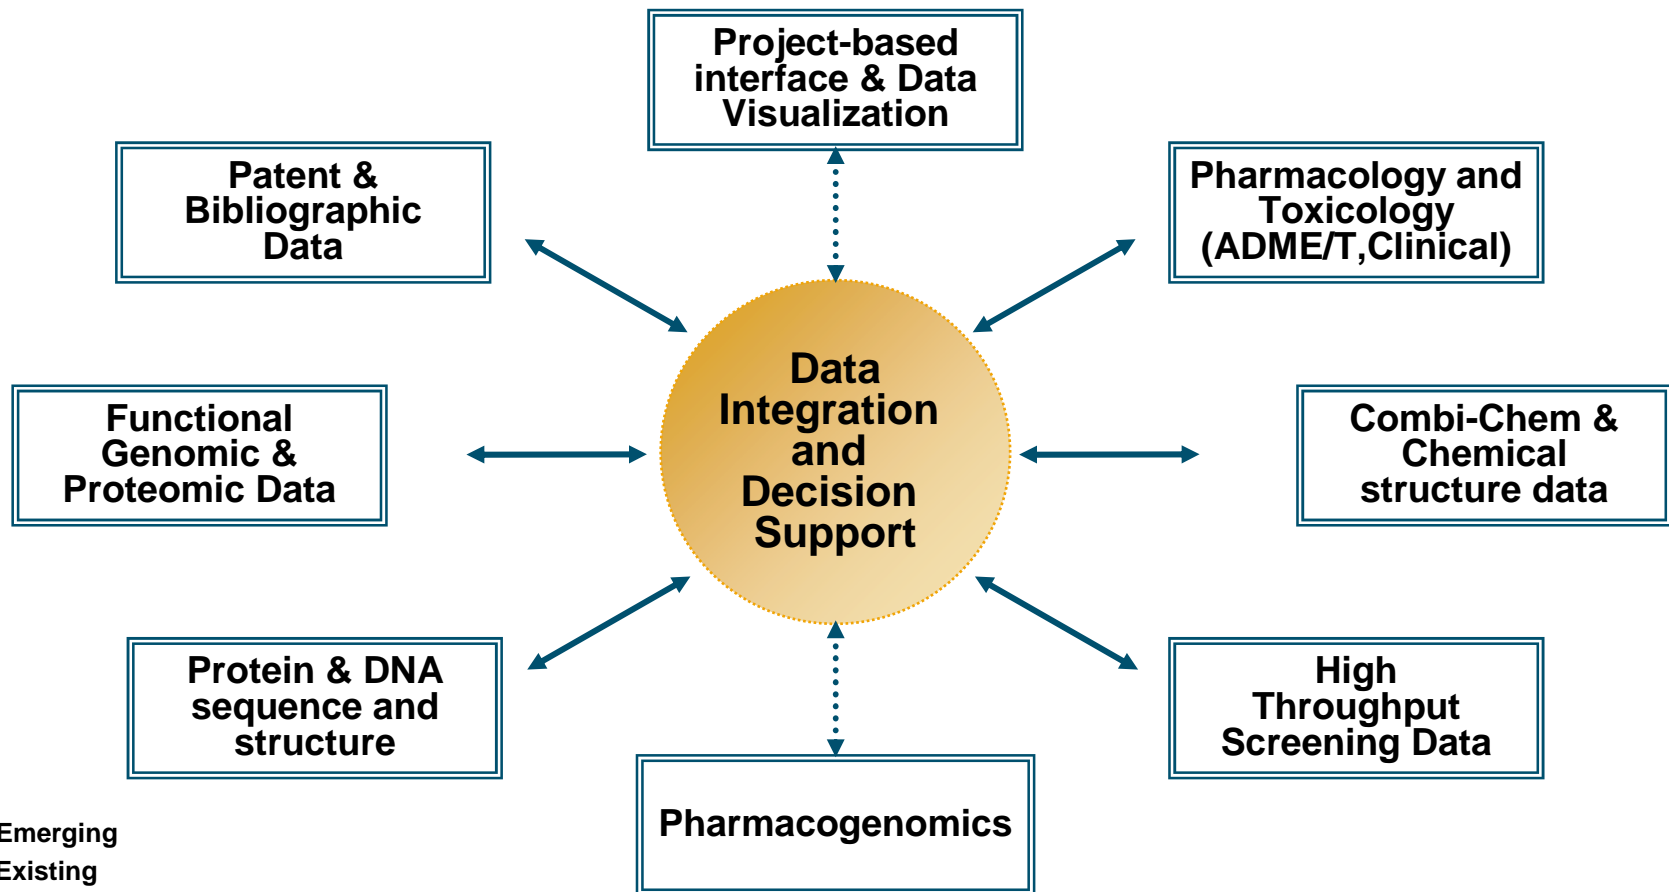 Project-based
interface & Data
Visualization
Patent &
Bibliographic
Data
Pharmacology and
Toxicology
(ADME/T,Clinical)
Functional
Genomic &
Proteomic Data
Data
Integration
and
Decision
Support
Combi-Chem &
Chemical
structure data
Protein & DNA
sequence and
structure
High
Throughput
Screening Data
Pharmacogenomics
Emerging
Existing